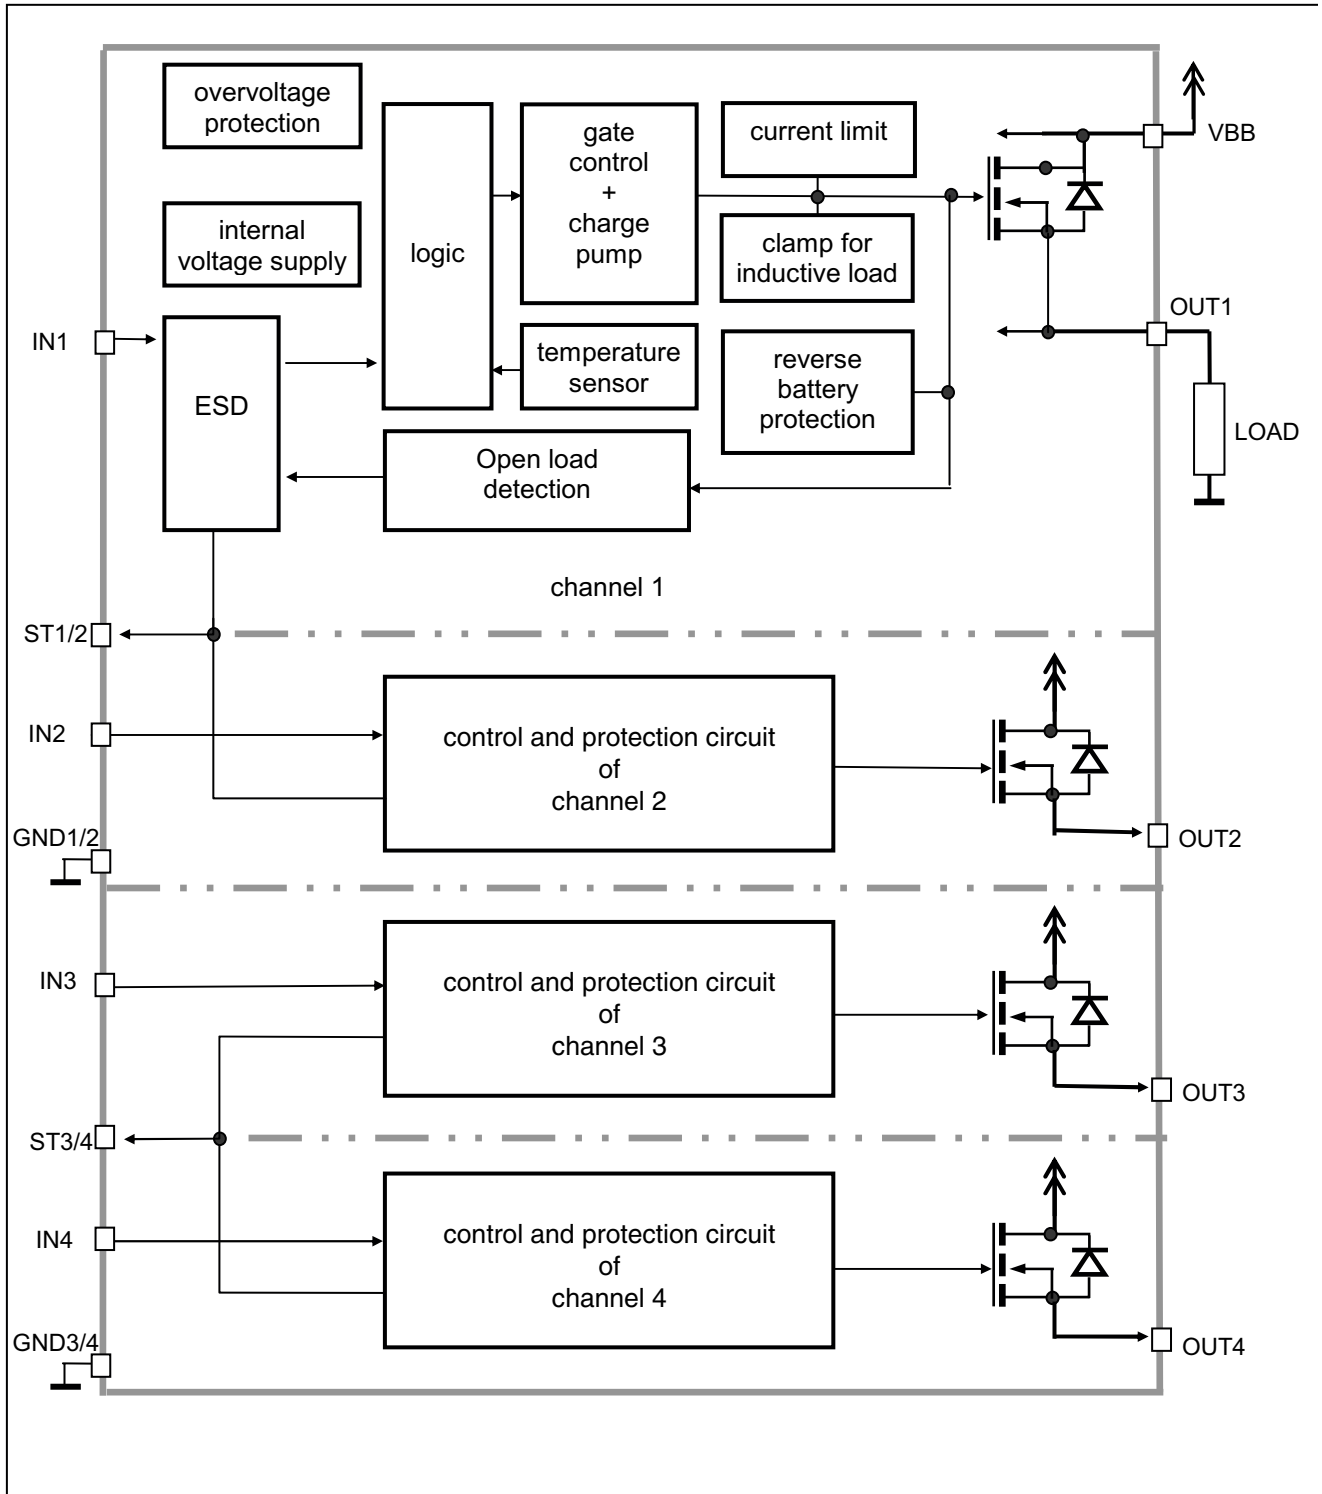 overvoltage
protection
internal
voltage supply
logic
gate
control
+
charge
pump
current limit
clamp for
inductive load
VBB
OUT1
IN1
ESD
temperature
sensor
reverse
battery
protection
LOAD
Open load
detection
channel 1
ST1/2
IN2
control and protection circuit
of
channel 2
GND1/2
OUT2
IN3
control and protection circuit
of
channel 3
OUT3
ST3/4
IN4
control and protection circuit
of
channel 4
GND3/4
OUT4